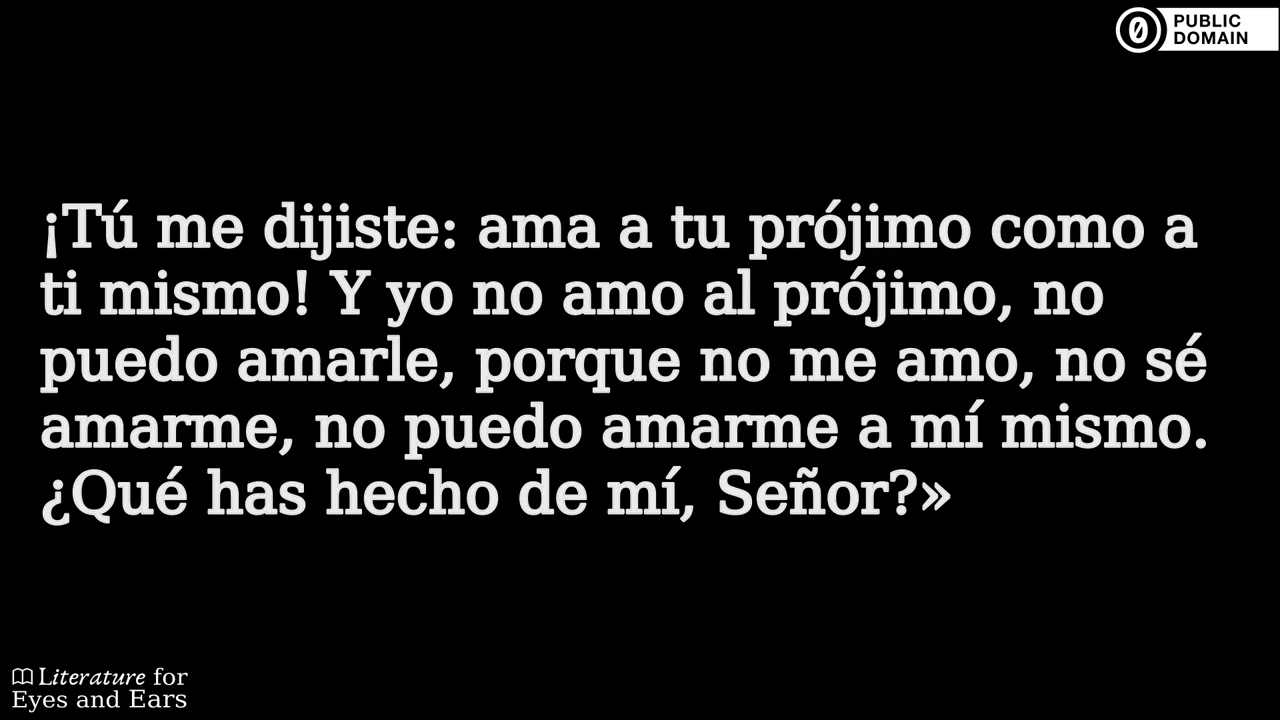 PUBLIC
DOMAIN
¡Tú me dijiste: ama a tu prójimo como a
ti mismo! Y yo no amo al prójimo, no
puedo amarle, porque no me amo, no sé
amarme, no puedo amarme a mí mismo.
¿Qué has hecho de mí, Señor?»
Literature for
Eyes and Ears